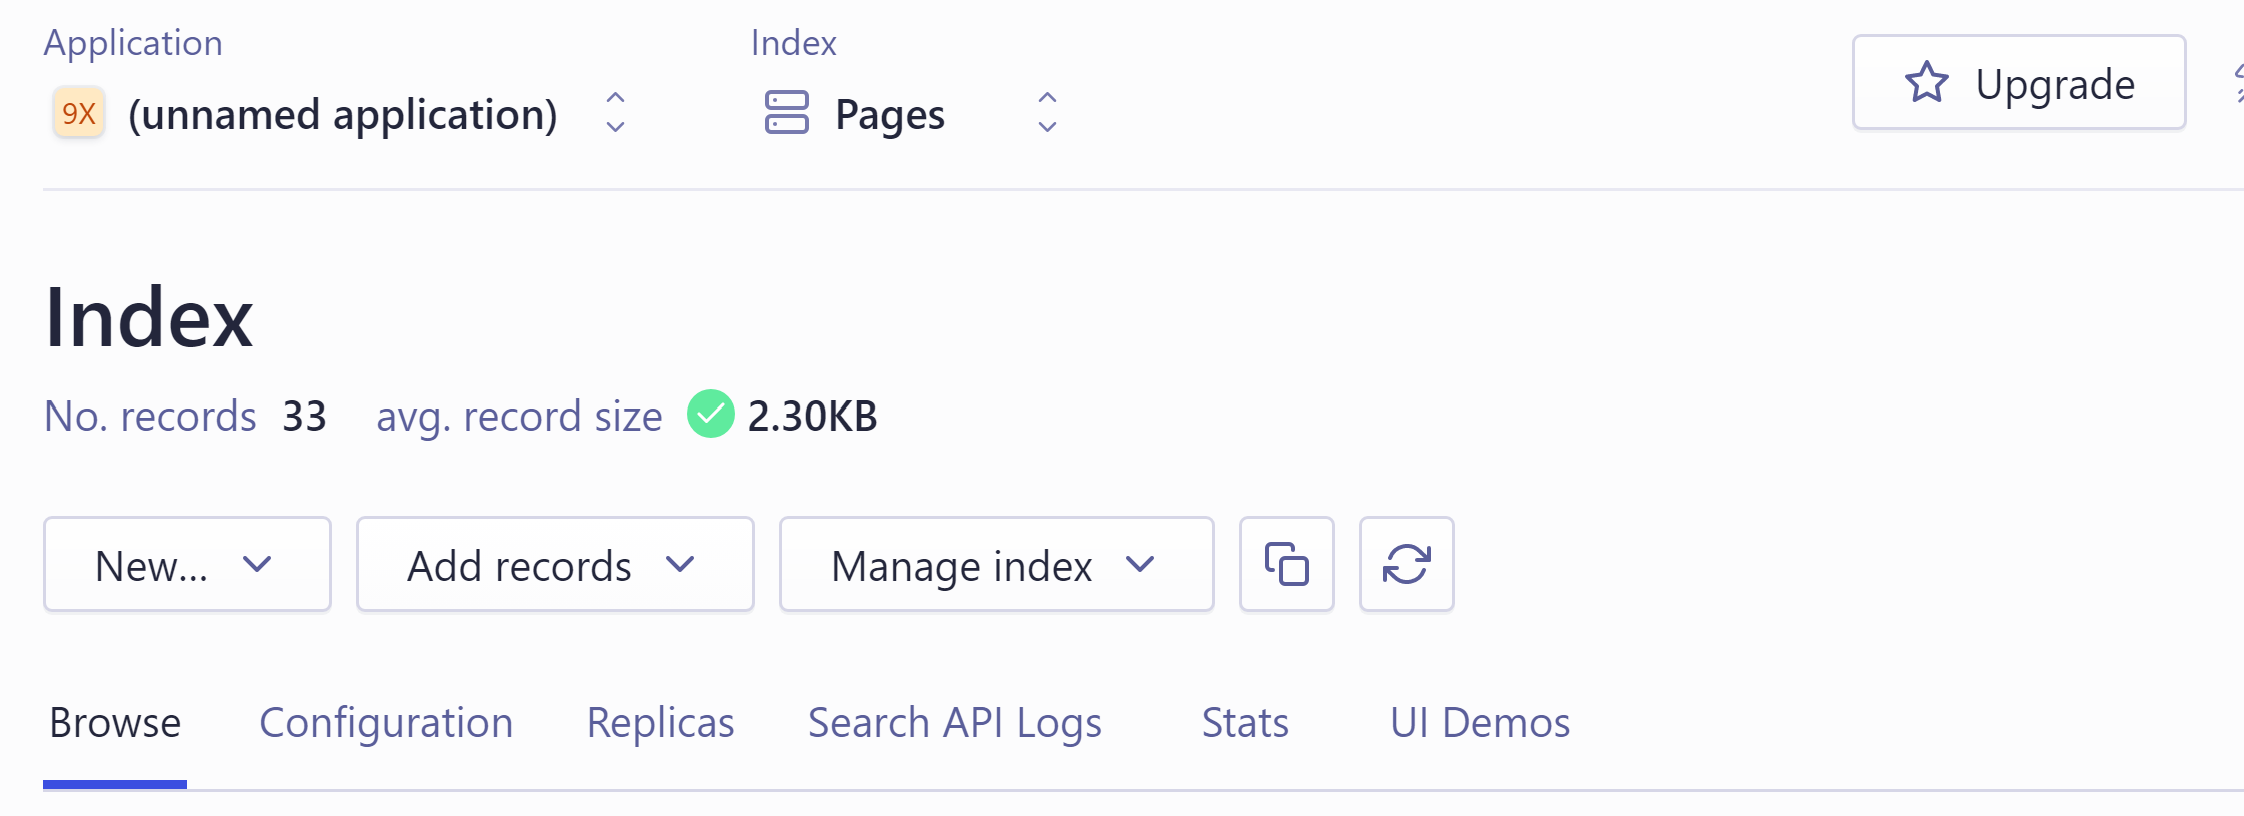 Application
Index
Upgrade
9X (unnamed application)
Pages
Index
No. records 33 avg. record size 2.30KB
New... Add records Manage index
Browse Configuration Replicas Search API Logs Stats UI Demos